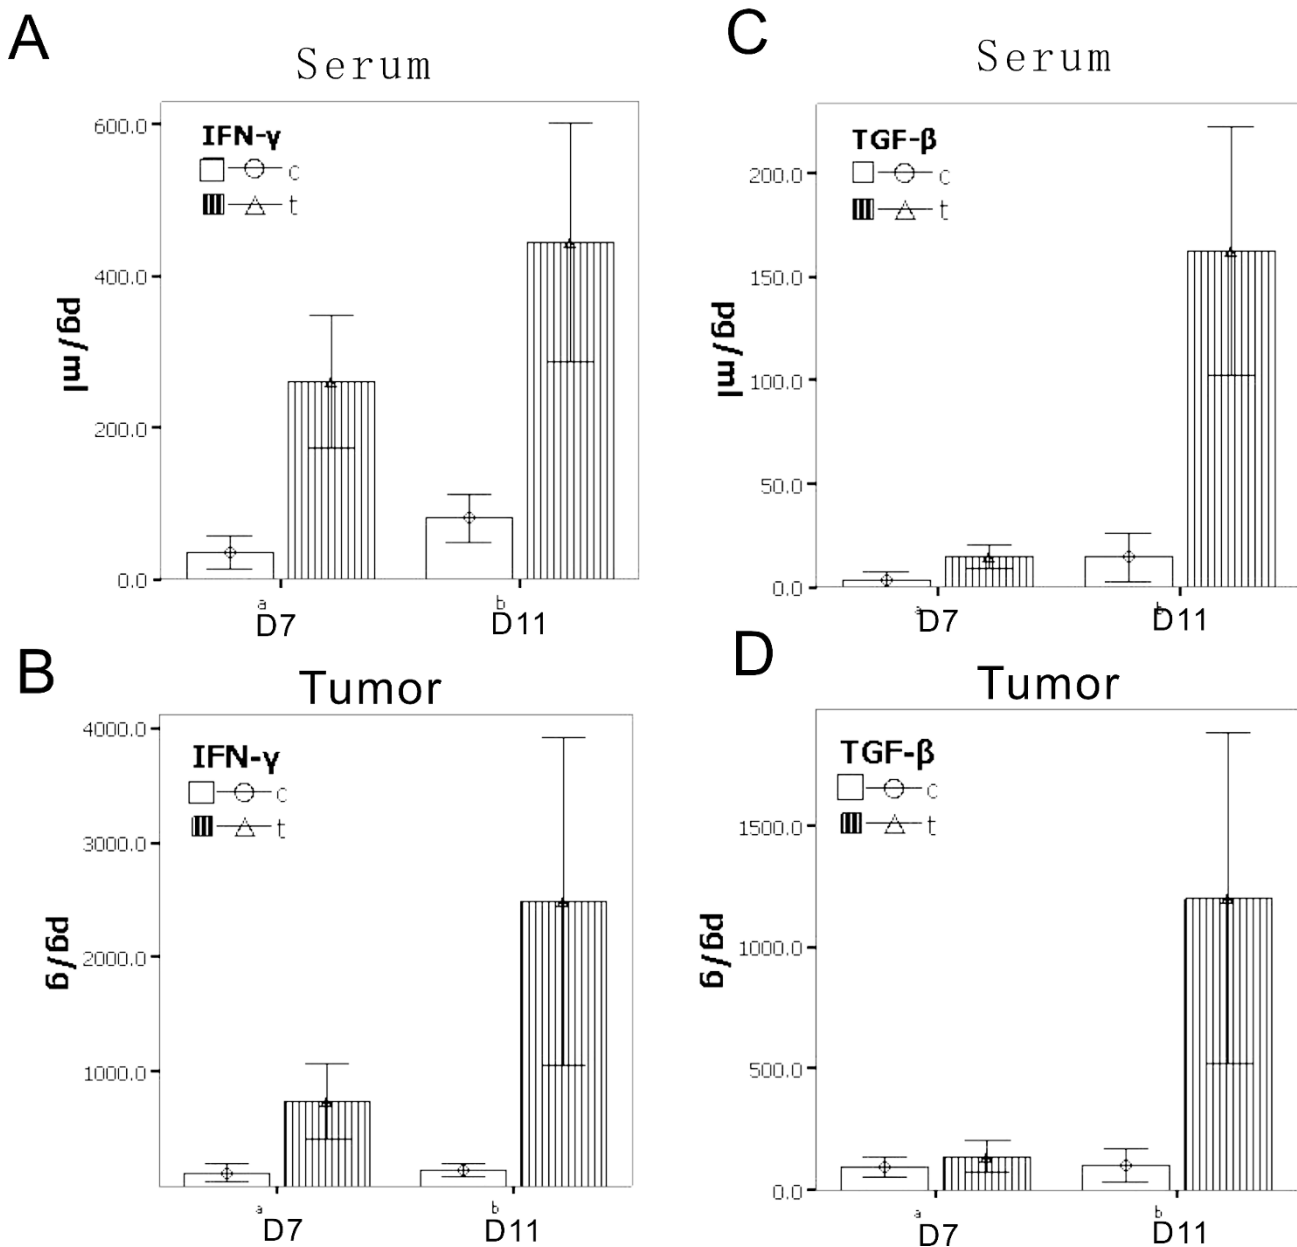 A
Serum
600.0
400.0
200.0
0.0
pg/ml
IFN-γ
c
t
a
D7
b
D11
C
Serum
200.0
150.0
100.0
50.0
0.0
pg/ml
TGF-β
c
t
a
D7
b
D11
B
Tumor
4000.0
3000.0
2000.0
1000.0
pg/g
IFN-γ
c
t
a
D7
b
D11
D
Tumor
1500.0
1000.0
500.0
0.0
pg/g
TGF-β
c
t
a
D7
b
D11